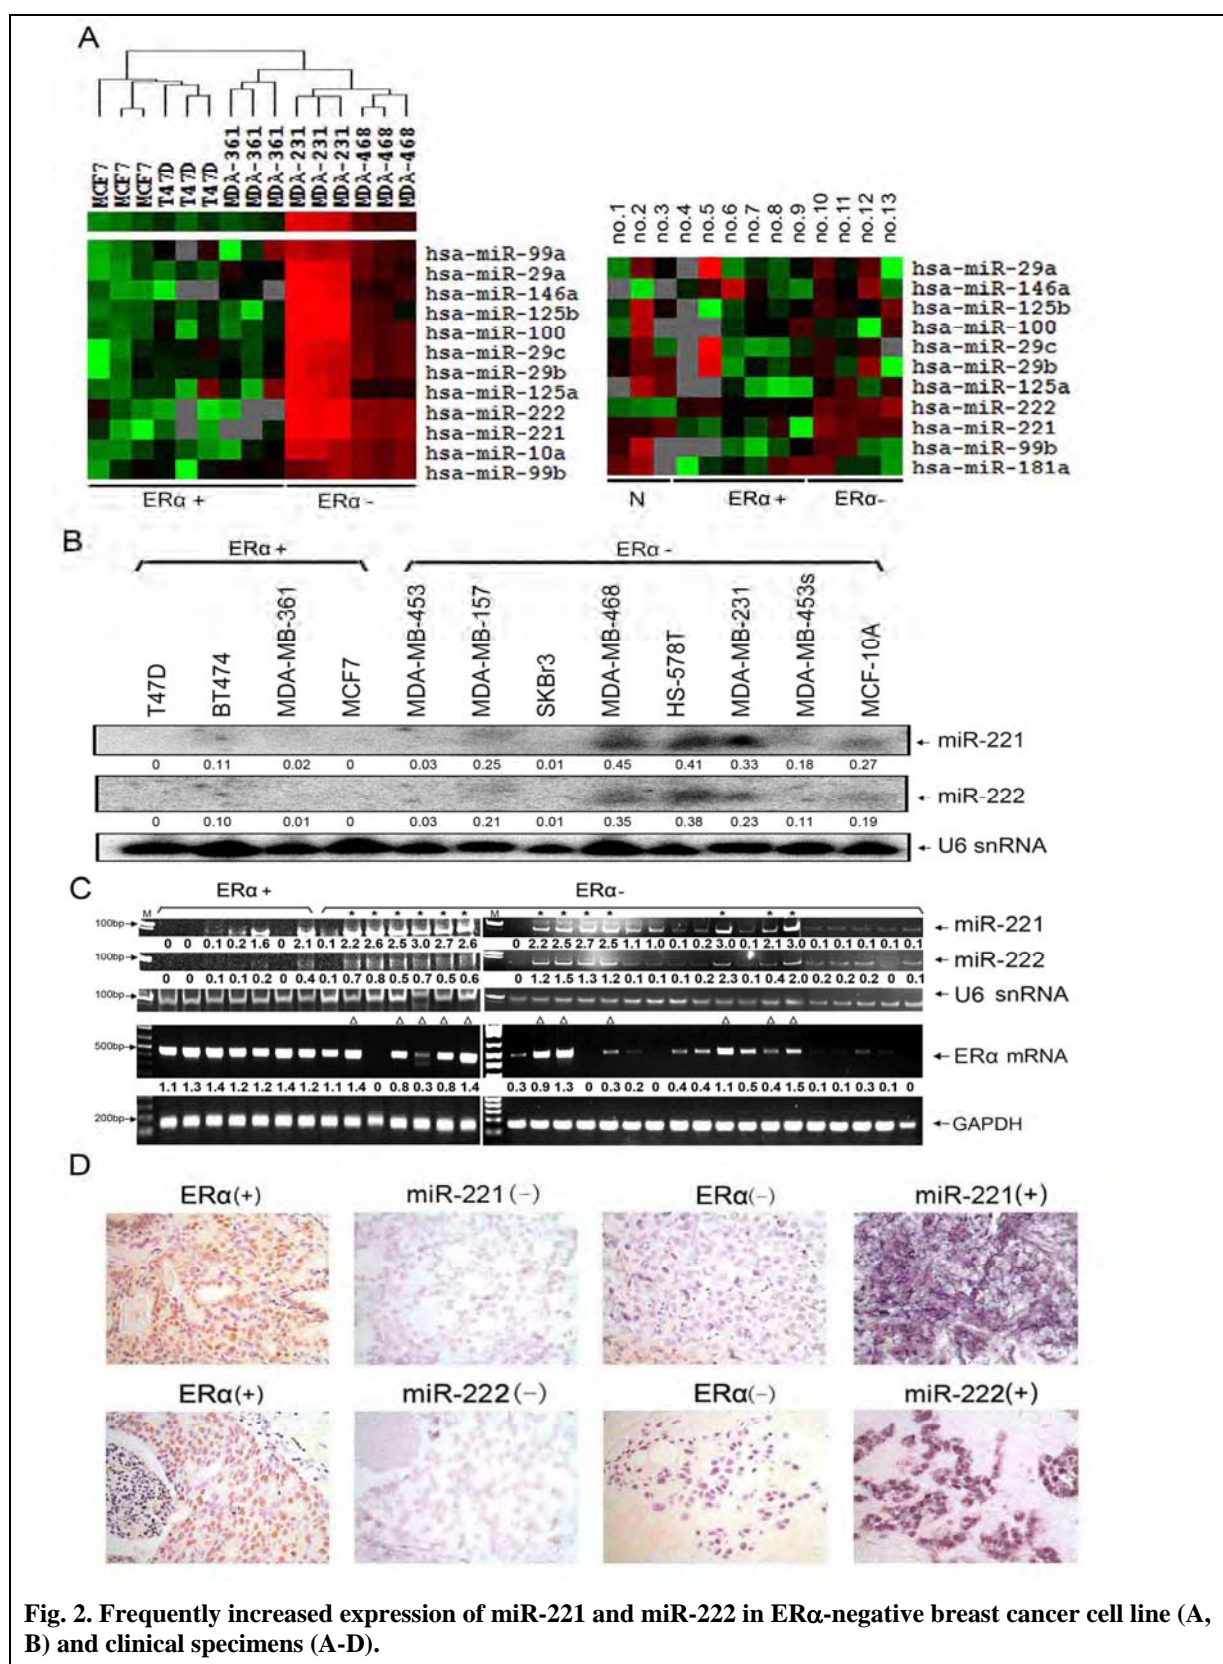 A
MCF7 MCF7 MCF7 T47D T47D T47D MDA-361 MDA-361 MDA-361 MDA-231 MDA-231 MDA-231 MDA-468 MDA-468 MDA-468
hsa-miR-99a
hsa-miR-29a
hsa-miR-146a
hsa-miR-125b
hsa-miR-100
hsa-miR-29c
hsa-miR-29b
hsa-miR-125a
hsa-miR-222
hsa-miR-221
hsa-miR-10a
hsa-miR-99b
ERα + ERα -
no.1 no.2 no.3 no.4 no.5 no.6 no.7 no.8 no.9 no.10 no.11 no.12 no.13
hsa-miR-29a
hsa-miR-146a
hsa-miR-125b
hsa-miR-100
hsa-miR-29c
hsa-miR-29b
hsa-miR-125a
hsa-miR-222
hsa-miR-221
hsa-miR-99b
hsa-miR-181a
N ERα + ERα-
B
ERα + ERα -
T47D BT474 MDA-MB-361 MCF7 MDA-MB-453 MDA-MB-157 SKBr3 MDA-MB-468 HS-578T MDA-MB-231 MDA-MB-453s MCF-10A
← miR-221
0 0.11 0.02 0 0.03 0.25 0.01 0.45 0.41 0.33 0.18 0.27
← miR-222
0 0.10 0.01 0 0.03 0.21 0.01 0.35 0.38 0.23 0.11 0.19
← U6 snRNA
C
ERα + ERα-
M * * * * * * M * * * * * * *
100bp→ ← miR-221
0 0 0.1 0.2 1.6 0 2.1 0.1 2.2 2.6 2.5 3.0 2.7 2.6 0 2.2 2.5 2.7 2.5 1.1 1.0 0.1 0.2 3.0 0.1 2.1 3.0 0.1 0.1 0.1 0.1 0.1
100bp→ ← miR-222
0 0 0.1 0.1 0.2 0 0.4 0.1 0.7 0.8 0.5 0.7 0.5 0.6 0 1.2 1.5 1.3 1.2 0.1 0.1 0.1 0.2 2.3 0.1 0.4 2.0 0.2 0.2 0.2 0 0.1
100bp→ ← U6 snRNA
△ △ △ △ △ △ △ △ △ △ △
500bp→ ← ERα mRNA
1.1 1.3 1.4 1.2 1.2 1.4 1.2 1.1 1.4 0 0.8 0.3 0.8 1.4 0.3 0.9 1.3 0 0.3 0.2 0 0.4 0.4 1.1 0.5 0.4 1.5 0.1 0.1 0.3 0.1 0
200bp→ ← GAPDH
D
ERα(+) miR-221(-) ERα(-) miR-221(+)
ERα(+) miR-222(-) ERα(-) miR-222(+)
Fig. 2. Frequently increased expression of miR-221 and miR-222 in ERα-negative breast cancer cell line (A,
B) and clinical specimens (A-D).